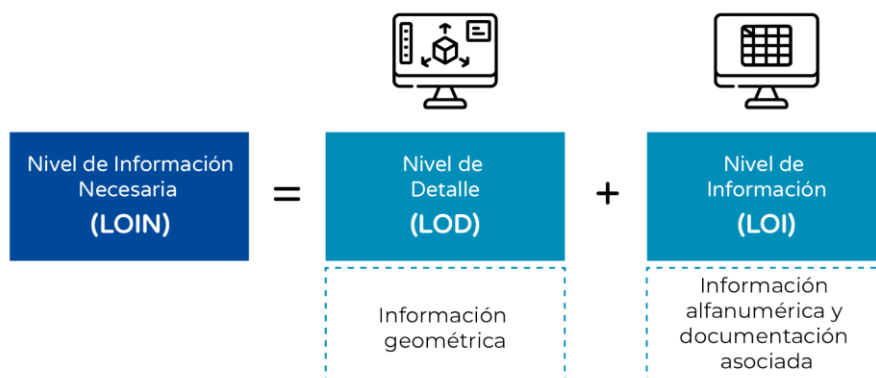 Nivel de Información
Necesaria
(LOIN)
=
Nivel de
Detalle
(LOD)
+
Nivel de
Información
(LOI)
Información
geométrica
Información
alfanumérica y
documentación
asociada